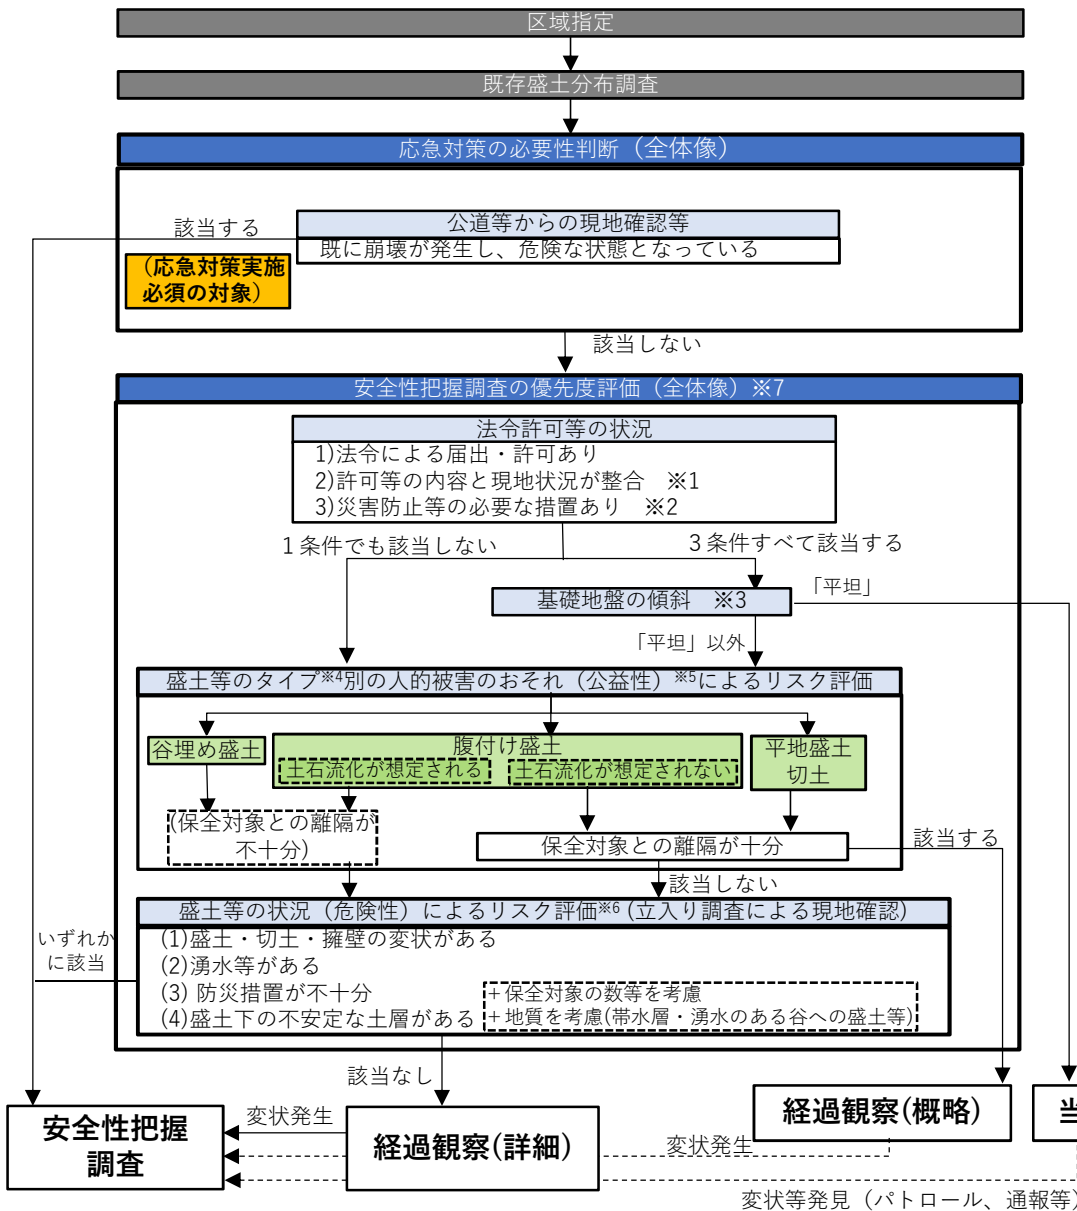 区域指定
既存盛土分布調査
応急対策の必要性判断（全体像）
該当する
公道等からの現地確認等
既に崩壊が発生し、危険な状態となっている
（応急対策実施
必須の対象）
該当しない
安全性把握調査の優先度評価（全体像）※7
法令許可等の状況
1)法令による届出・許可あり
2)許可等の内容と現地状況が整合　※1
3)災害防止等の必要な措置あり　※2
１条件でも該当しない
３条件すべて該当する
基礎地盤の傾斜　※3
「平坦」
「平坦」以外
盛土等のタイプ※4別の人的被害のおそれ（公益性）※5によるリスク評価
谷埋め盛土
腹付け盛土
土石流化が想定される
土石流化が想定されない
平地盛土
切土
(保全対象との離隔が
不十分)
保全対象との離隔が十分
該当する
該当しない
盛土等の状況（危険性）によるリスク評価※6 (立入り調査による現地確認)
いずれか
に該当
(1)盛土・切土・擁壁の変状がある
(2)湧水等がある
(3) 防災措置が不十分
(4)盛土下の不安定な土層がある
＋保全対象の数等を考慮
＋地質を考慮(帯水層・湧水のある谷への盛土等)
該当なし
安全性把握
調査
変状発生
経過観察(詳細)
経過観察(概略)
変状発生
当
変状等発見（パトロール、通報等）